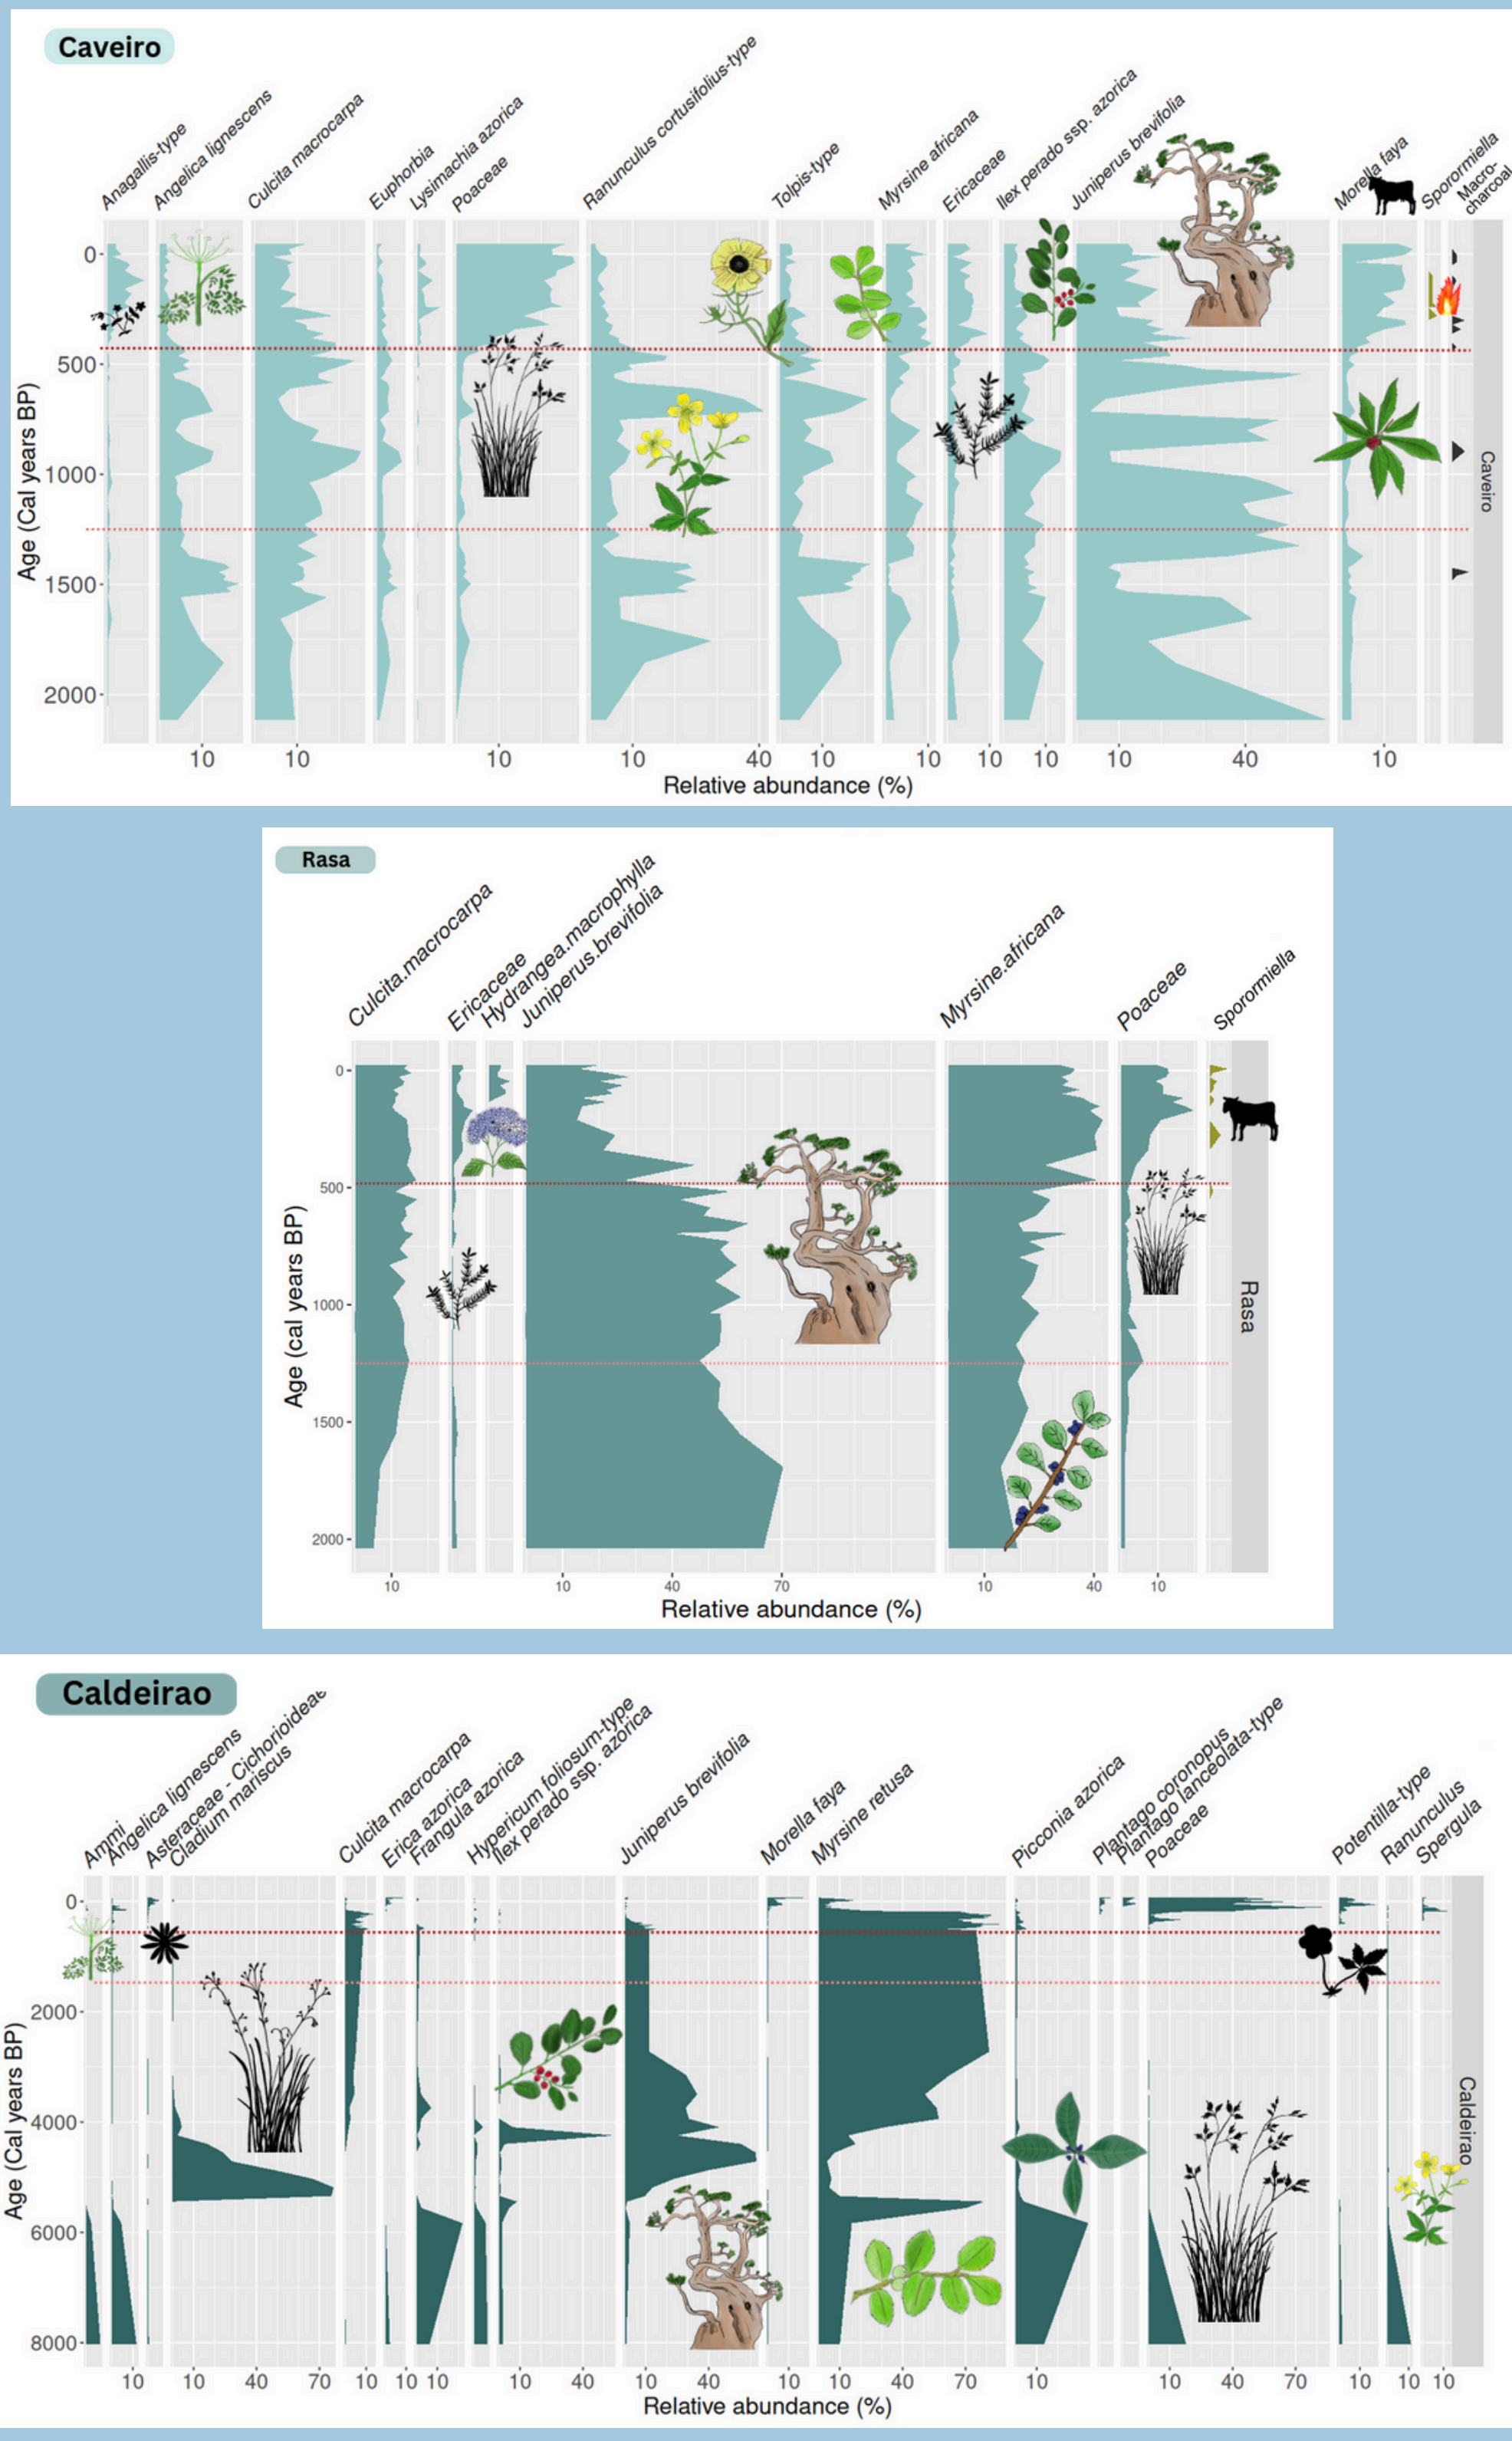 Caveiro
Anagallis-type
Angelica lignescens
Culcita macrocarpa
Euphorbia
Lysimachia azorica
Poaceae
Ranunculus cortusifolius-type
Tolpis-type
Myrsine africana
Ericaceae
Ilex perado ssp. azorica
Juniperus brevifolia
Morella faya
Sporormiella
Macro-
charcoal
0
500
1000
1500
2000
Age (Cal years BP)
Caveiro
10 10 10 10 40 10 10 10 10 10 40 10
Relative abundance (%)
Rasa
Culcita.macrocarpa
Ericaceae
Hydrangea.macrophylla
Juniperus.brevifolia
Myrsine.africana
Poaceae
Sporormiella
0
500
1000
1500
2000
Age (cal years BP)
Rasa
10 10 40 70 10 40 10
Relative abundance (%)
Caldeirao
Ammi
Angelica lignescens
Asteraceae - Cichorioideae
Cladium mariscus
Culcita macrocarpa
Erica azorica
Frangula azorica
Hypericum foliosum-type
Ilex perado ssp. azorica
Juniperus brevifolia
Morella faya
Myrsine retusa
Picconia azorica
Plantago coronopus
Plantago lanceolata-type
Poaceae
Potentilla-type
Ranunculus
Spergula
0
2000
4000
6000
8000
Age (Cal years BP)
Caldeirao
10 10 40 70 10 10 10 10 40 10 40 10 10 40 70 10 10 40 70 10 10 10
Relative abundance (%)